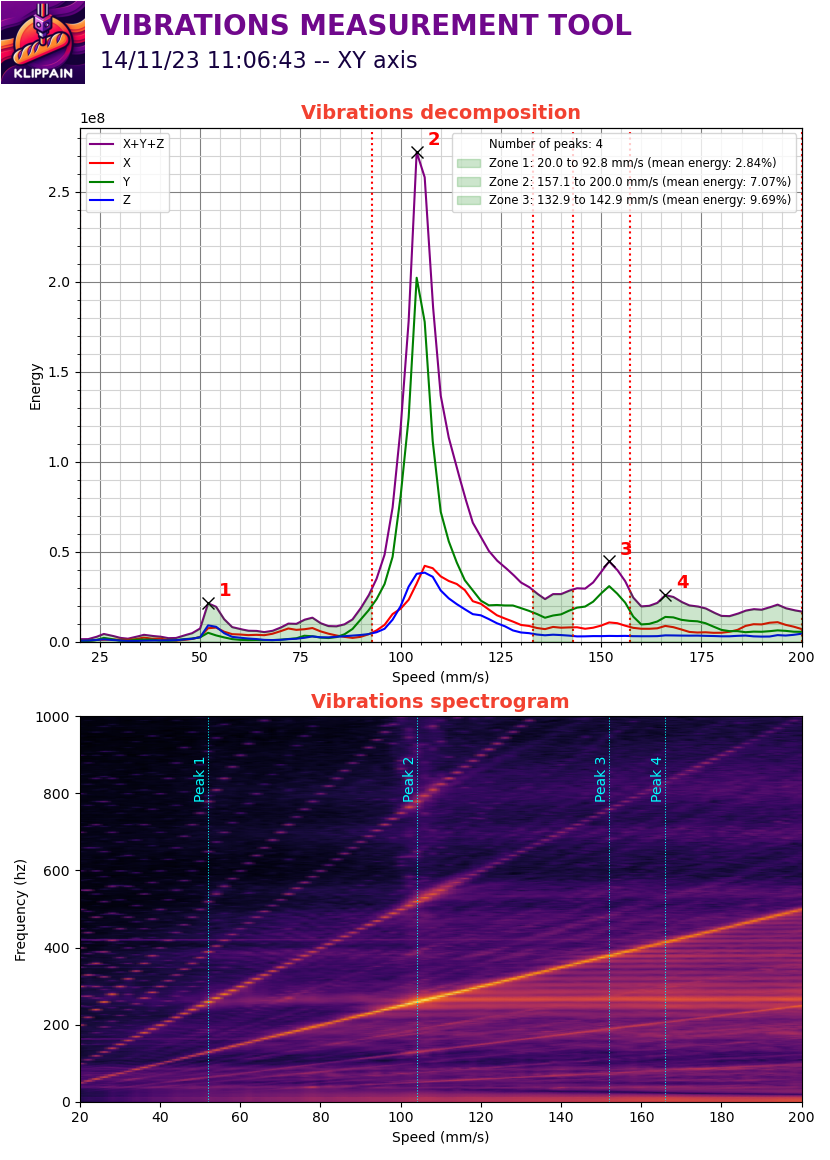 VIBRATIONS MEASUREMENT TOOL
14/11/23 11:06:43 -- XY axis
KLIPPAIN
Vibrations decomposition
1e8
X+Y+Z
X
Y
Z
Number of peaks: 4
Zone 1: 20.0 to 92.8 mm/s (mean energy: 2.84%)
Zone 2: 157.1 to 200.0 mm/s (mean energy: 7.07%)
Zone 3: 132.9 to 142.9 mm/s (mean energy: 9.69%)
2
1
3
4
Energy
2.5
2.0
1.5
1.0
0.5
0.0
25 50 75 100 125 150 175 200
Speed (mm/s)
Vibrations spectrogram
Peak 1
Peak 2
Peak 3
Peak 4
Frequency (hz)
1000
800
600
400
200
0
20 40 60 80 100 120 140 160 180 200
Speed (mm/s)